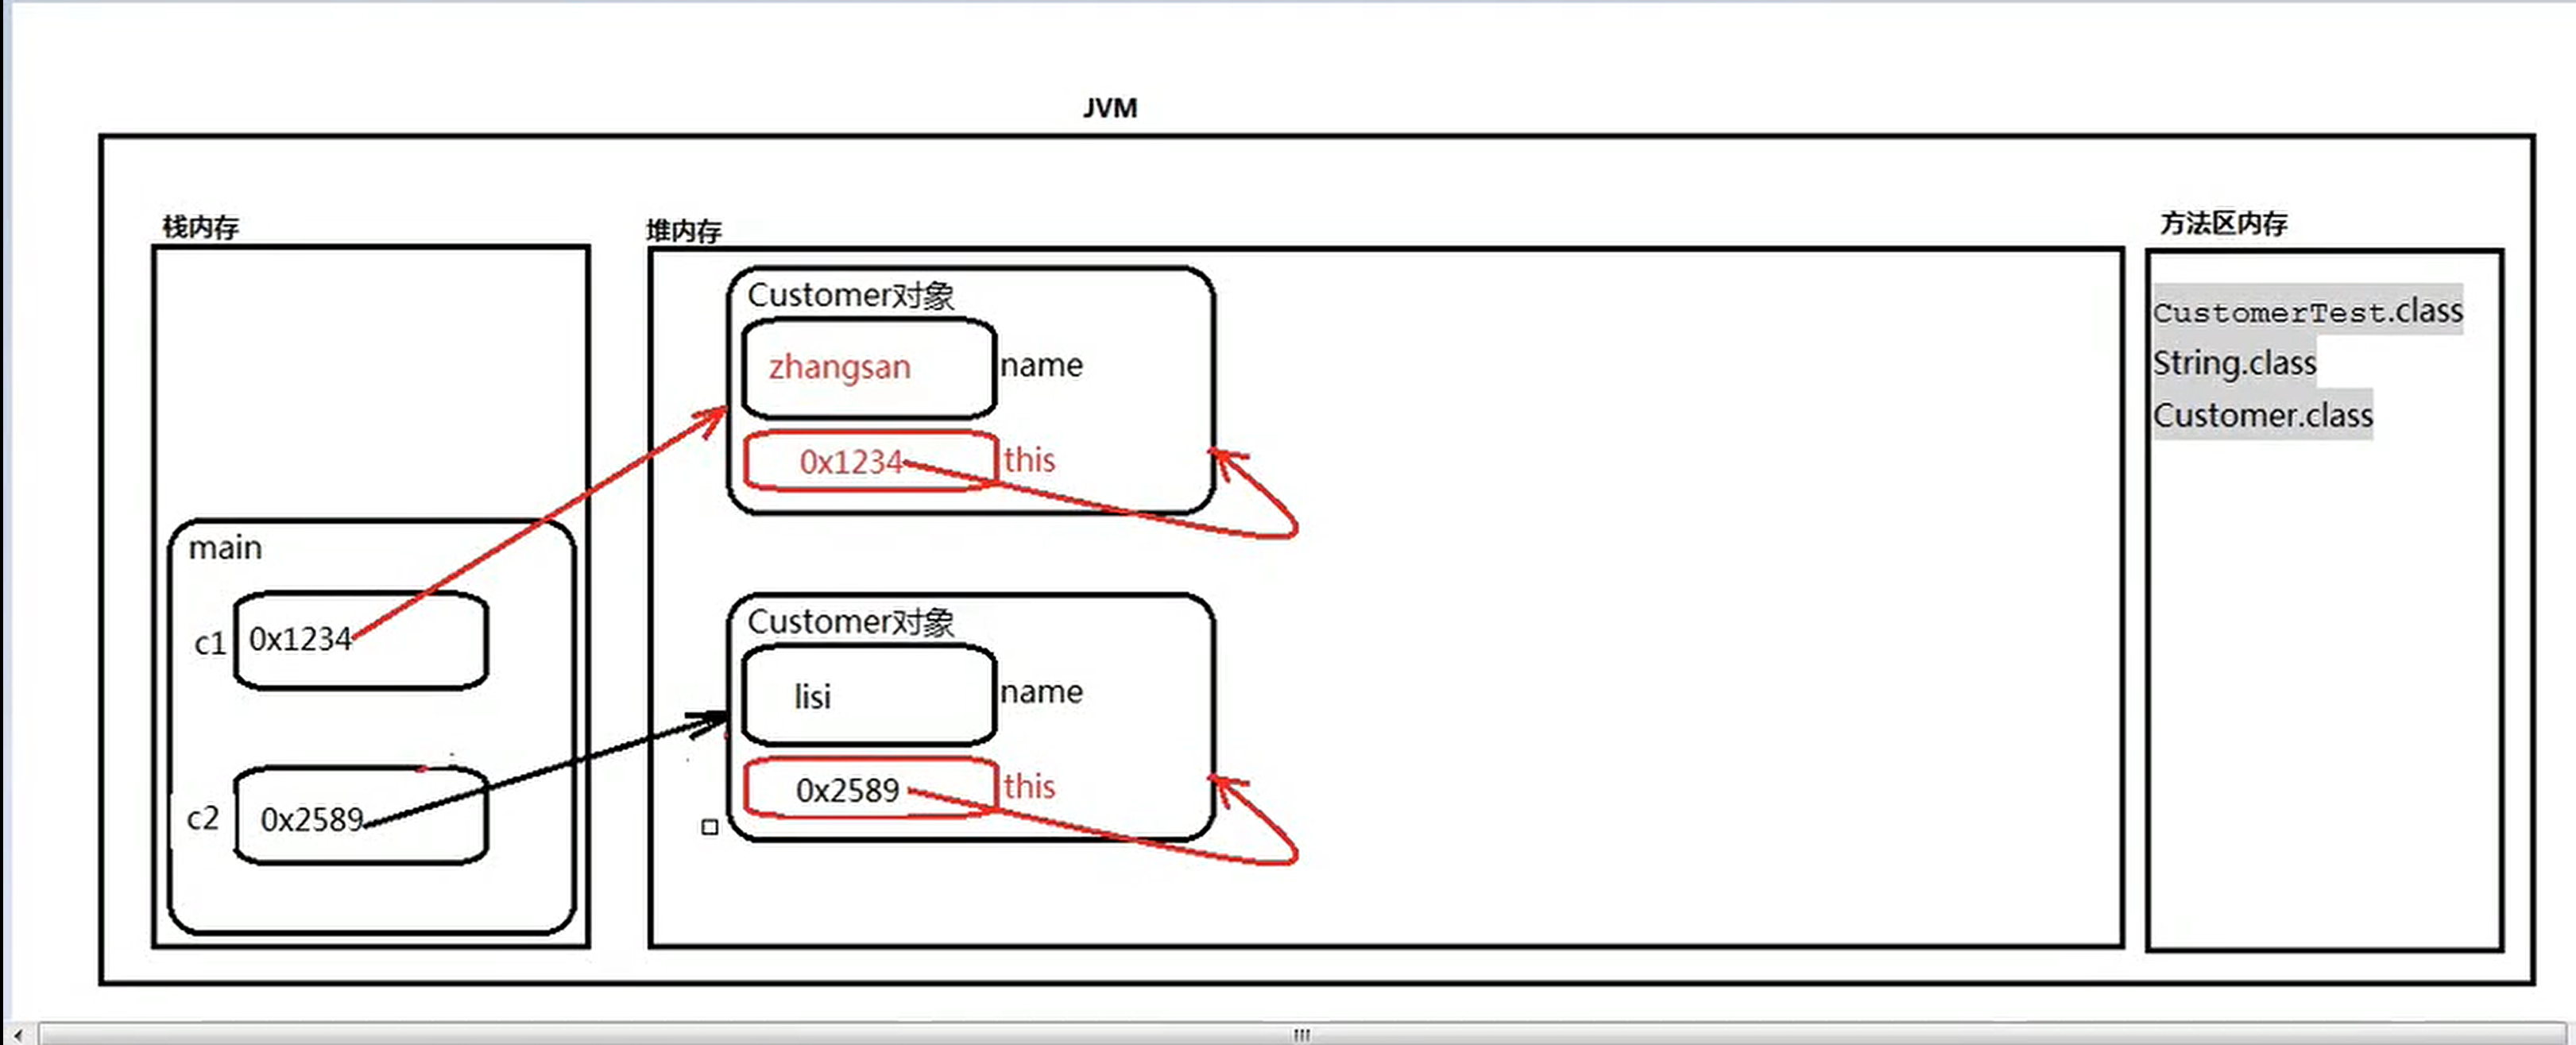 JVM
栈内存
main
c1
0x1234
c2
0x2589
堆内存
Customer对象
zhangsan
name
0x1234
this
Customer对象
lisi
name
0x2589
this
方法区内存
CustomerTest.class
String.class
Customer.class